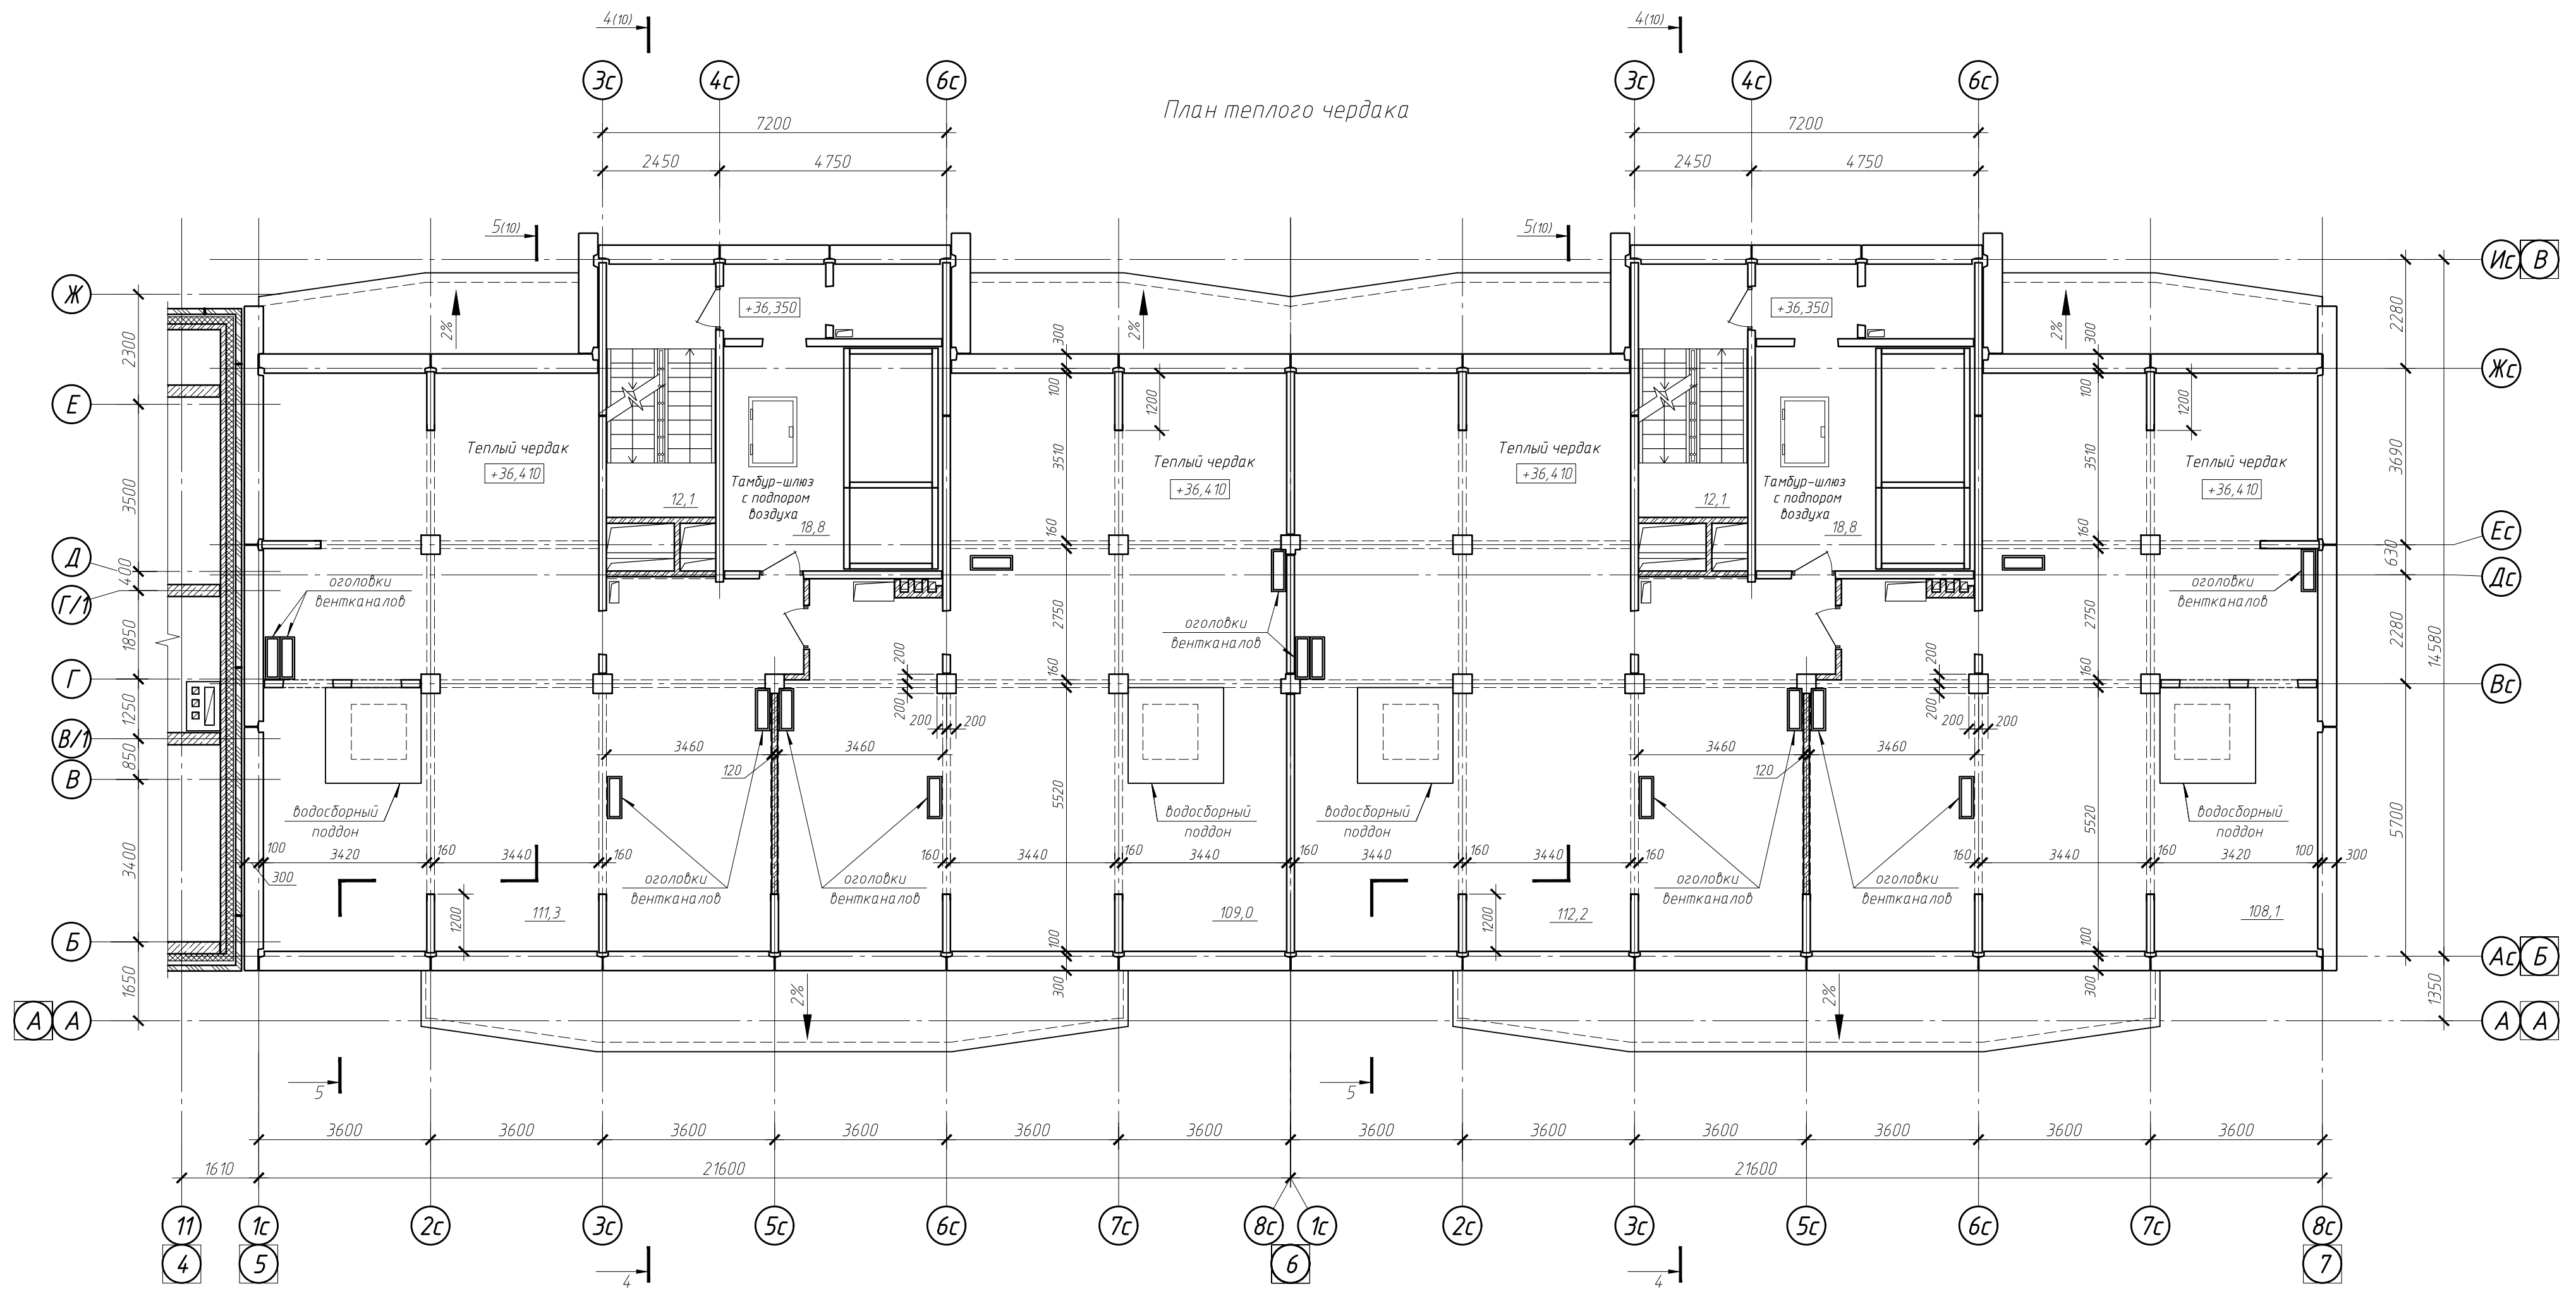 4(10)
4(10)
3с
4с
6с
3с
4с
6с
План теплого чердака
7200
7200
2450
4750
2450
4750
5(10)
5(10)
Ис
В
Ж
+36,350
+36,350
2%
2%
2%
2300
300
300
2280
Жс
100
100
Е
1200
1200
Теплый чердак
+36,410
Теплый чердак
+36,410
Теплый чердак
+36,410
Теплый чердак
+36,410
3510
3510
3690
14580
3500
Тамбур-шлюз
с подпором
воздуха
Тамбур-шлюз
с подпором
воздуха
12,1
18,8
12,1
18,8
160
160
Ес
Д
400
630
Дс
Г/1
оголовки
вентканалов
оголовки
вентканалов
оголовки
вентканалов
1850
2750
2750
2280
Г
200
160
200
160
Вс
200
200
200
200
200
200
1250
В/1
3460
3460
3460
3460
120
120
850
В
5520
5520
5700
водосборный
поддон
водосборный
поддон
водосборный
поддон
водосборный
поддон
3400
100
3420
160
3440
160
160
3440
160
3440
160
3440
160
3440
160
160
3440
160
3420
100
300
300
оголовки
вентканалов
оголовки
вентканалов
оголовки
вентканалов
оголовки
вентканалов
1200
111,3
109,0
1200
112,2
108,1
Б
100
100
Ас
Б
1650
300
300
1350
2%
2%
А
А
А
А
5
5
3600
3600
3600
3600
3600
3600
3600
3600
3600
3600
3600
3600
1610
21600
21600
11
1с
2с
3с
5с
6с
7с
8с
1с
2с
3с
5с
6с
7с
8с
4
5
6
7
4
4